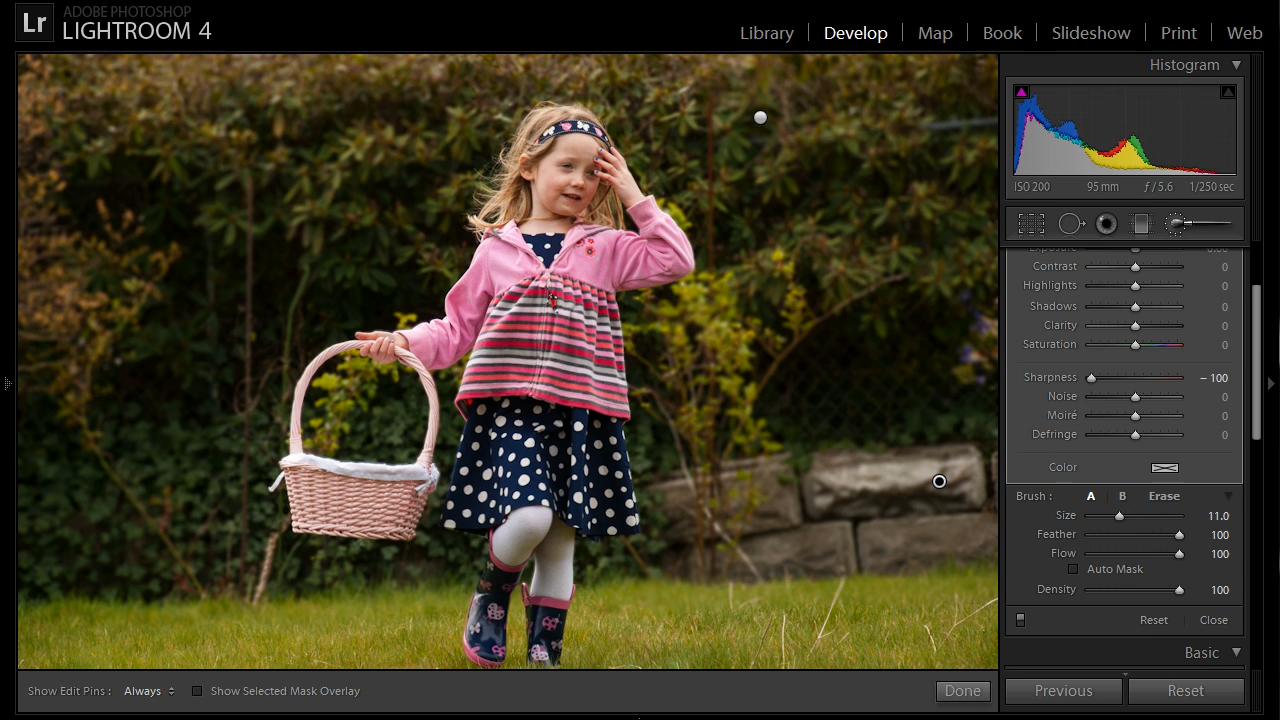 Lr
ADOBE PHOTOSHOP
LIGHTROOM 4
Library
Develop
Map
Book
Slideshow
Print
Web
Histogram
ISO 200 95 mm ƒ / 5.6 1/250 sec
Exposure 0.00
Contrast 0
Highlights 0
Shadows 0
Clarity 0
Saturation 0
Sharpness – 100
Noise 0
Moiré 0
Defringe 0
Color
Brush : A B Erase
Size 11.0
Feather 100
Flow 100
Auto Mask
Density 100
Reset Close
Basic
Show Edit Pins : Always Show Selected Mask Overlay
Done
Previous
Reset